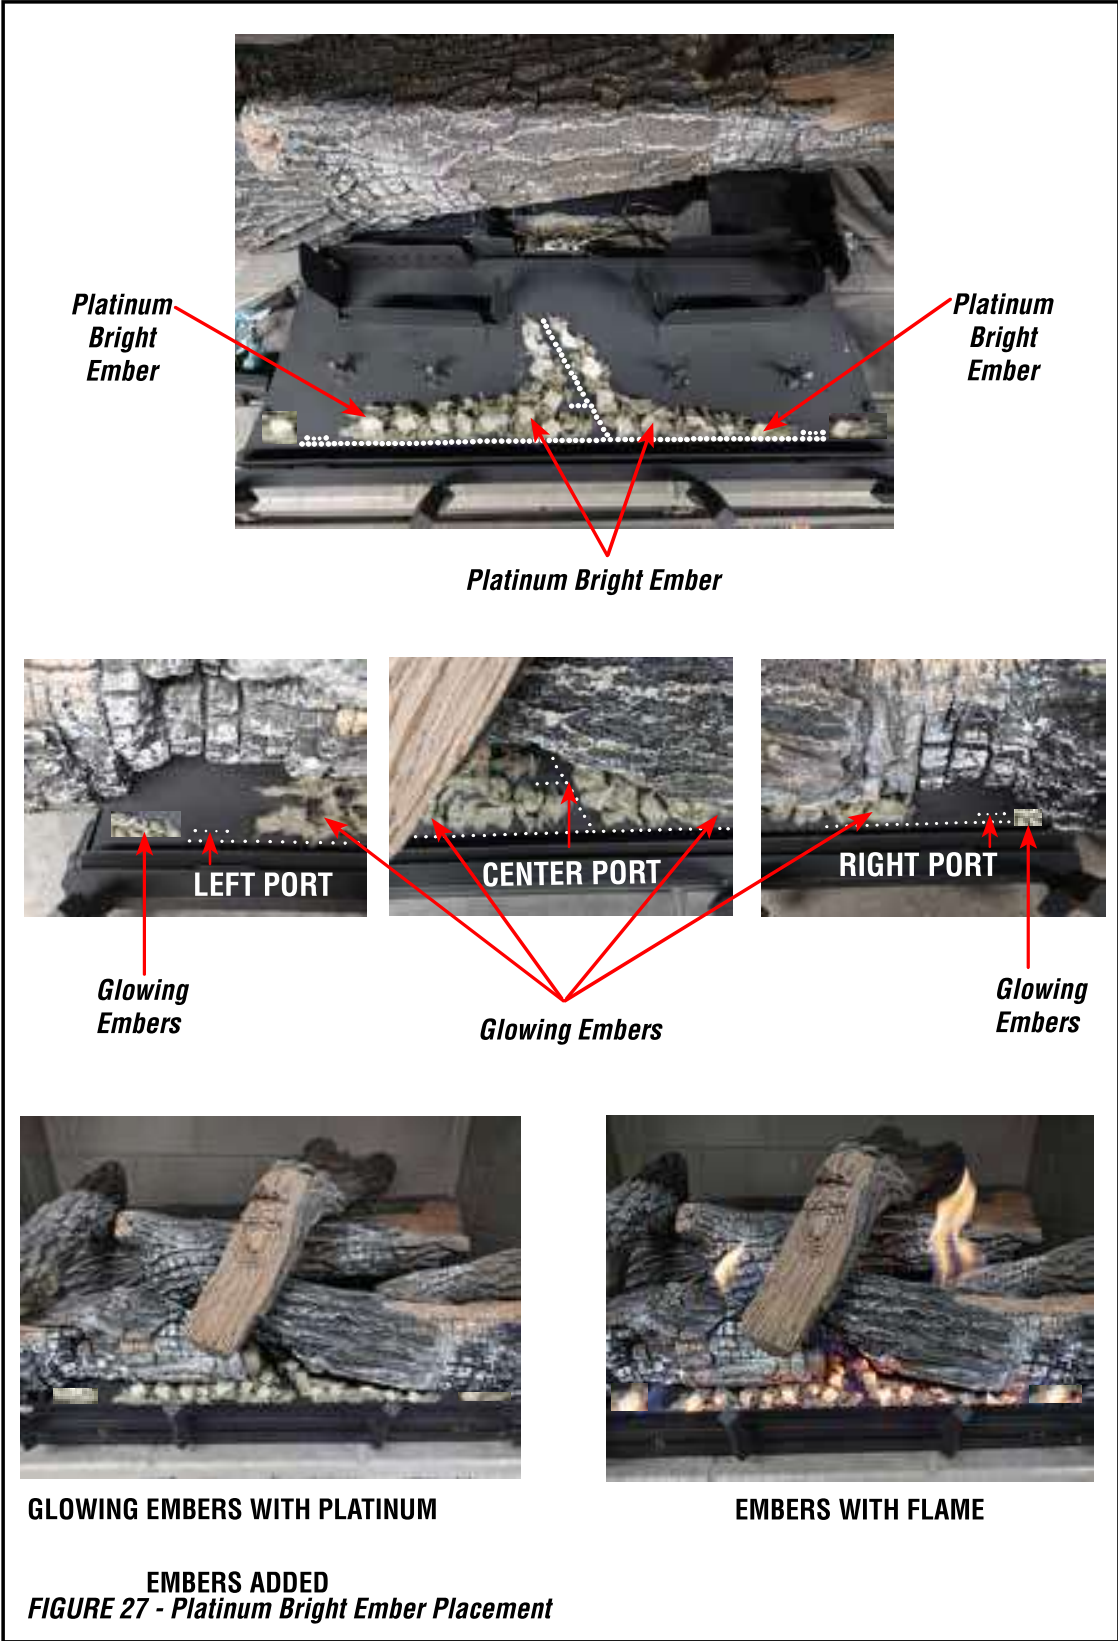 Platinum
Bright
Ember
Platinum
Bright
Ember
Platinum Bright Ember
LEFT PORT
CENTER PORT
RIGHT PORT
Glowing
Embers
Glowing Embers
Glowing
Embers
GLOWING EMBERS WITH PLATINUM
EMBERS ADDED
EMBERS WITH FLAME
FIGURE 27 - Platinum Bright Ember Placement